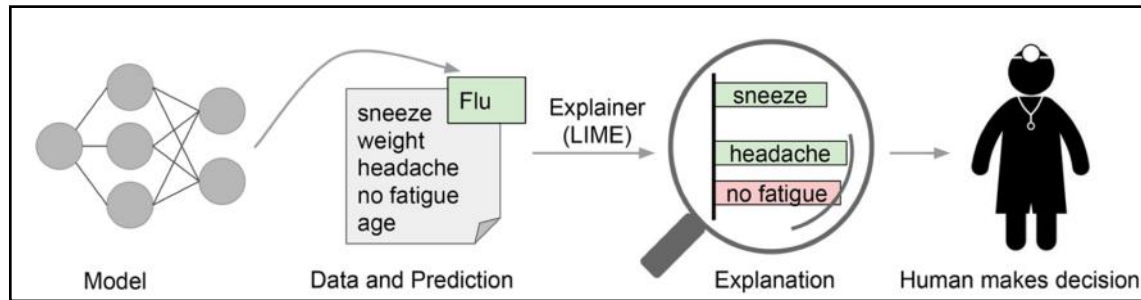 Flu
sneeze
weight
headache
no fatigue
age
Explainer
(LIME)
sneeze
headache
no fatigue
Model
Data and Prediction
Explanation
Human makes decision